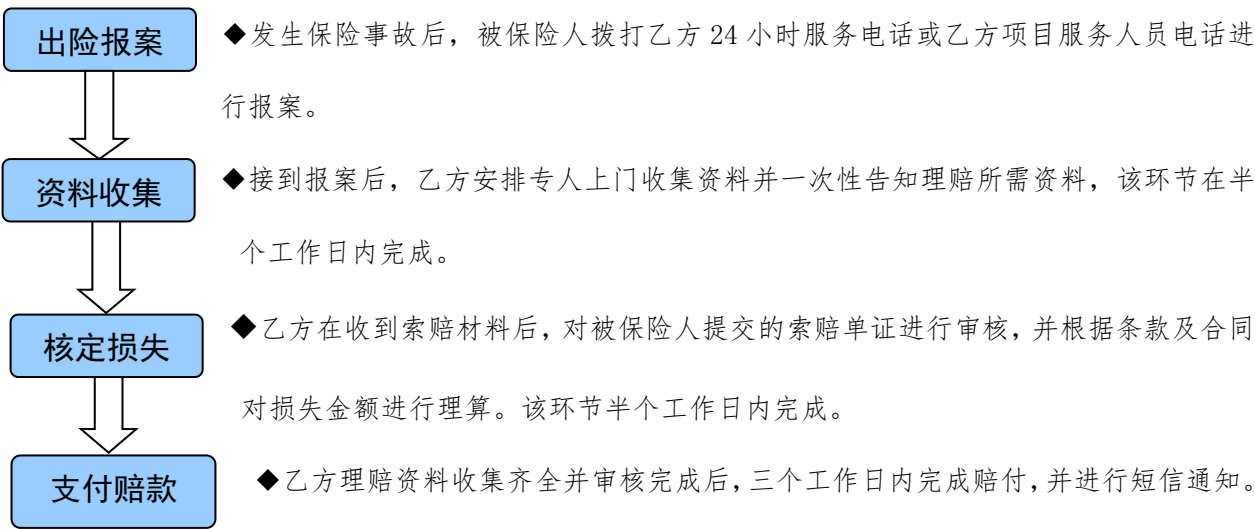 出险报案
◆发生保险事故后，被保险人拨打乙方 24 小时服务电话或乙方项目服务人员电话进
行报案。
资料收集
◆接到报案后，乙方安排专人上门收集资料并一次性告知理赔所需资料，该环节在半
个工作日内完成。
核定损失
◆乙方在收到索赔材料后，对被保险人提交的索赔单证进行审核，并根据条款及合同
对损失金额进行理算。该环节半个工作日内完成。
支付赔款
◆乙方理赔资料收集齐全并审核完成后，三个工作日内完成赔付，并进行短信通知。